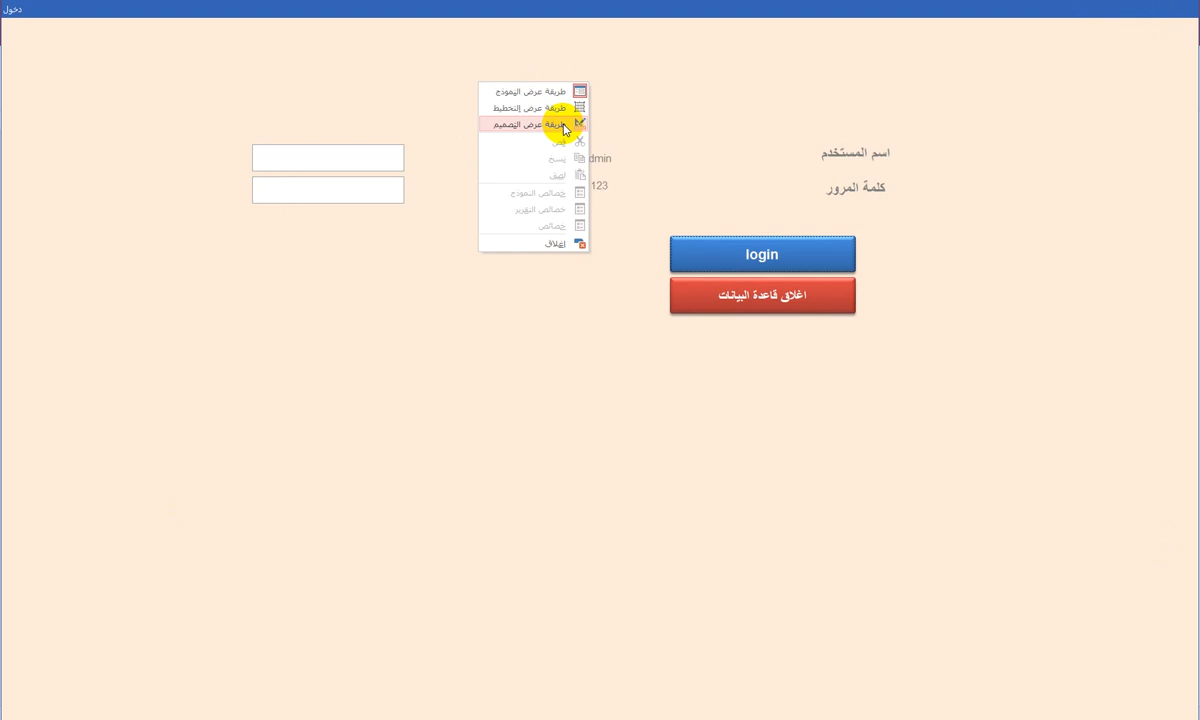 دخول
طريقة عرض النموذج
طريقة عرض التخطيط
طريقة عرض التصميم
قص
نسخ
لصق
خصائص النموذج
خصائص التقرير
خصائص
إغلاق
اسم المستخدم
dmin
كلمة المرور
123
login
اغلاق قاعدة البيانات